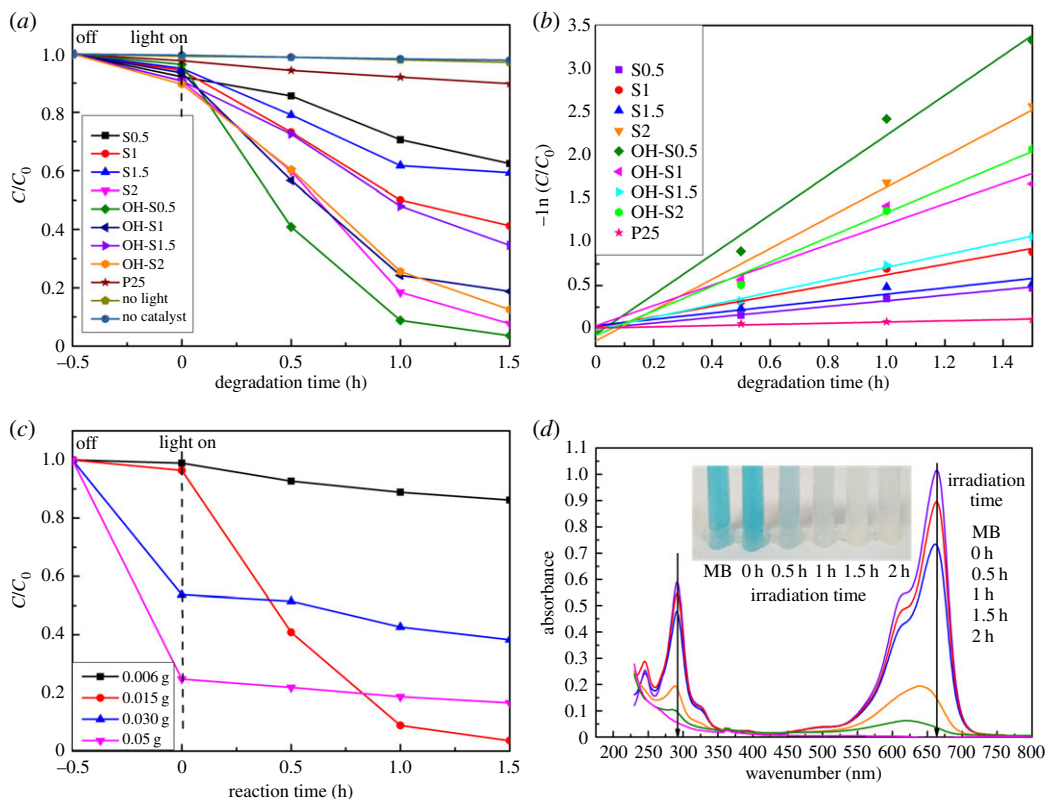 (a)
off
light on
1.0
0.8
0.6
0.4
0.2
0
C/C0
S0.5
S1
S1.5
S2
OH-S0.5
OH-S1
OH-S1.5
OH-S2
P25
no light
no catalyst
–0.5
0
0.5
1.0
1.5
degradation time (h)
(b)
3.5
3.0
2.5
2.0
1.5
1.0
0.5
0
–1n (C/C0)
S0.5
S1
S1.5
S2
OH-S0.5
OH-S1
OH-S1.5
OH-S2
P25
0
0.2
0.4
0.6
0.8
1.0
1.2
1.4
degradation time (h)
(c)
off
light on
1.0
0.8
0.6
0.4
0.2
0
C/C0
0.006 g
0.015 g
0.030 g
0.05 g
–0.5
0
0.5
1.0
1.5
reaction time (h)
(d)
1.1
1.0
0.9
0.8
0.7
0.6
0.5
0.4
0.3
0.2
0.1
0
absorbance
MB 0 h 0.5 h 1 h 1.5 h 2 h
irradiation time
irradiation
time
MB
0 h
0.5 h
1 h
1.5 h
2 h
200 250 300 350 400 450 500 550 600 650 700 750 800
wavenumber (nm)